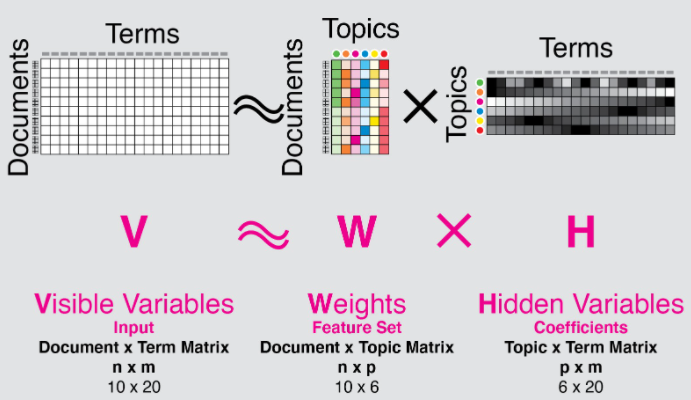 Terms
Documents
≈
Topics
Documents
×
Terms
Topics
V ≈ W × H
Visible Variables
Input
Document x Term Matrix
n x m
10 x 20
Weights
Feature Set
Document x Topic Matrix
n x p
10 x 6
Hidden Variables
Coefficients
Topic x Term Matrix
p x m
6 x 20